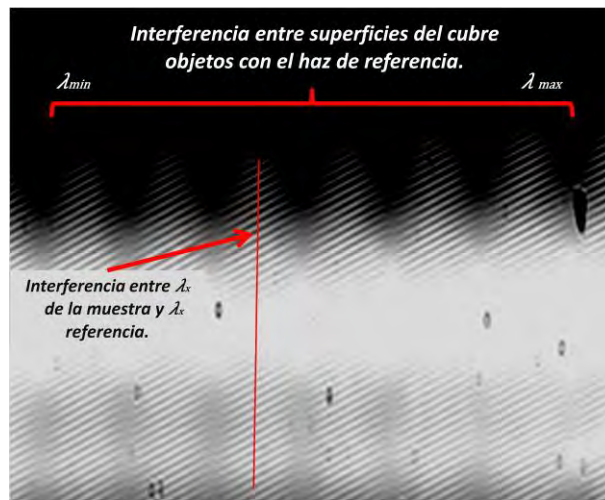 Interferencia entre superficies del cubre
objetos con el haz de referencia.
λmin
λ max
Interferencia entre λx
de la muestra y λx
referencia.